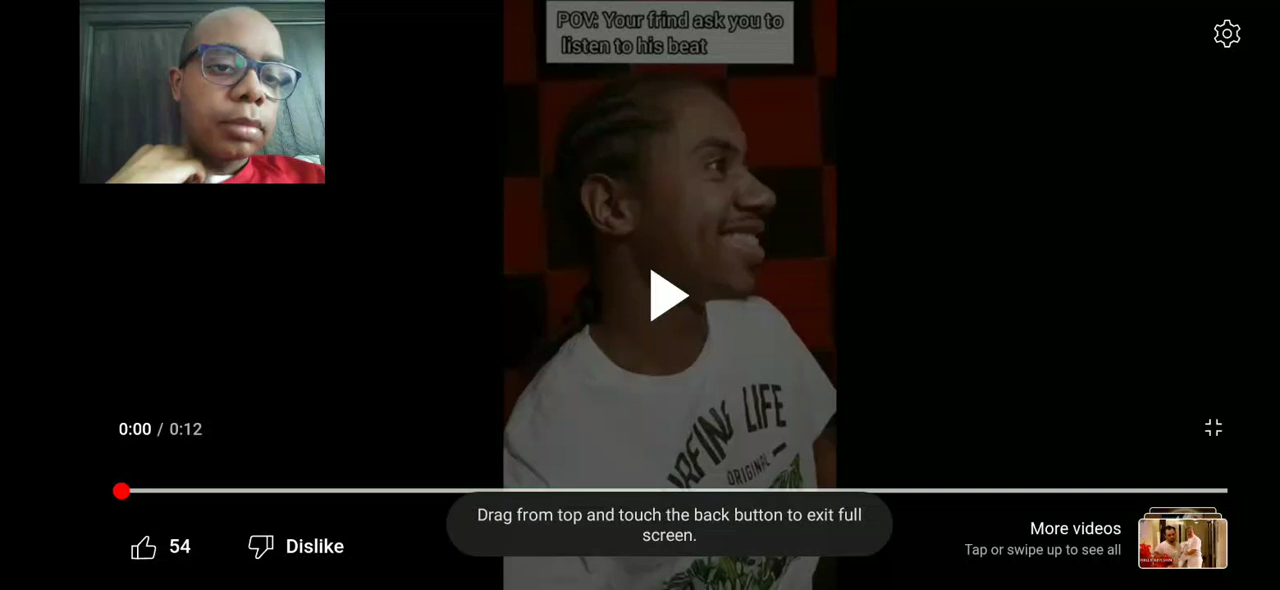 POV: Your frind ask you to
listen to his beat
LIFE
ORIGINAL
0:00 / 0:12
Drag from top and touch the back button to exit full
screen.
54
Dislike
More videos
Tap or swipe up to see all